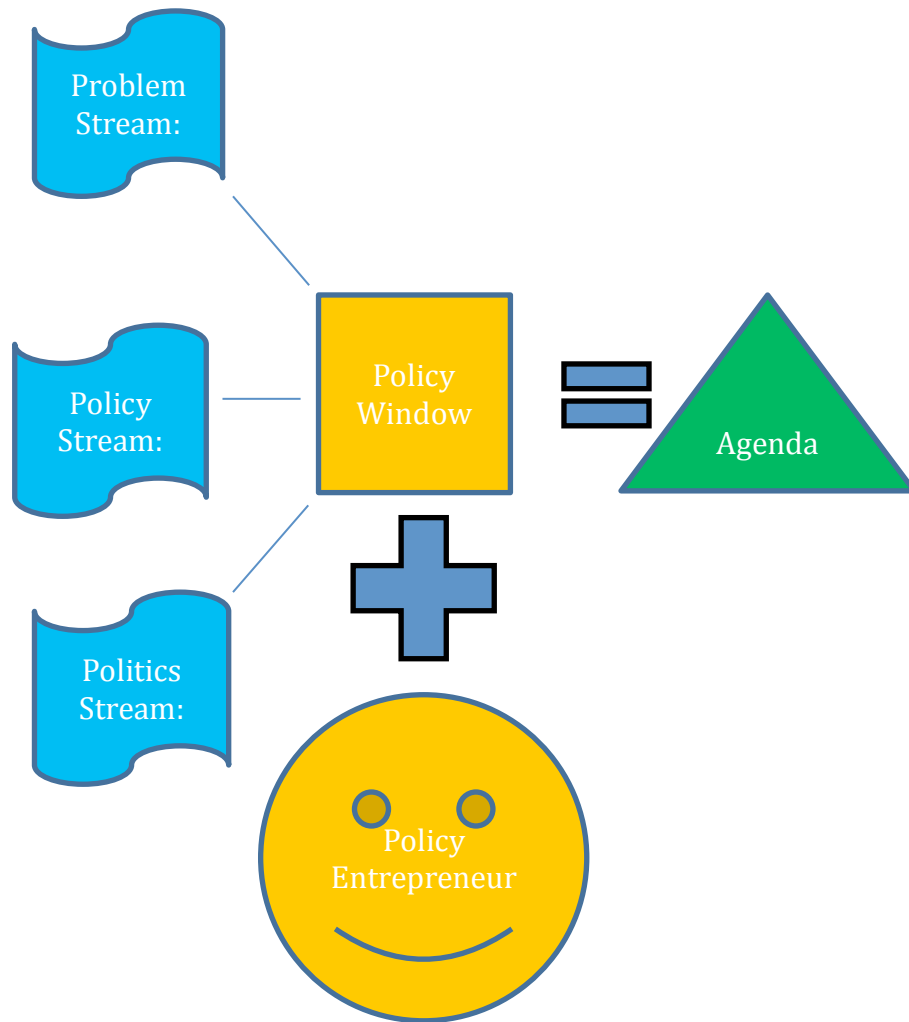 Problem
Stream:
Policy
Stream:
Politics
Stream:
Policy
Window
Agenda
Policy
Entrepreneur